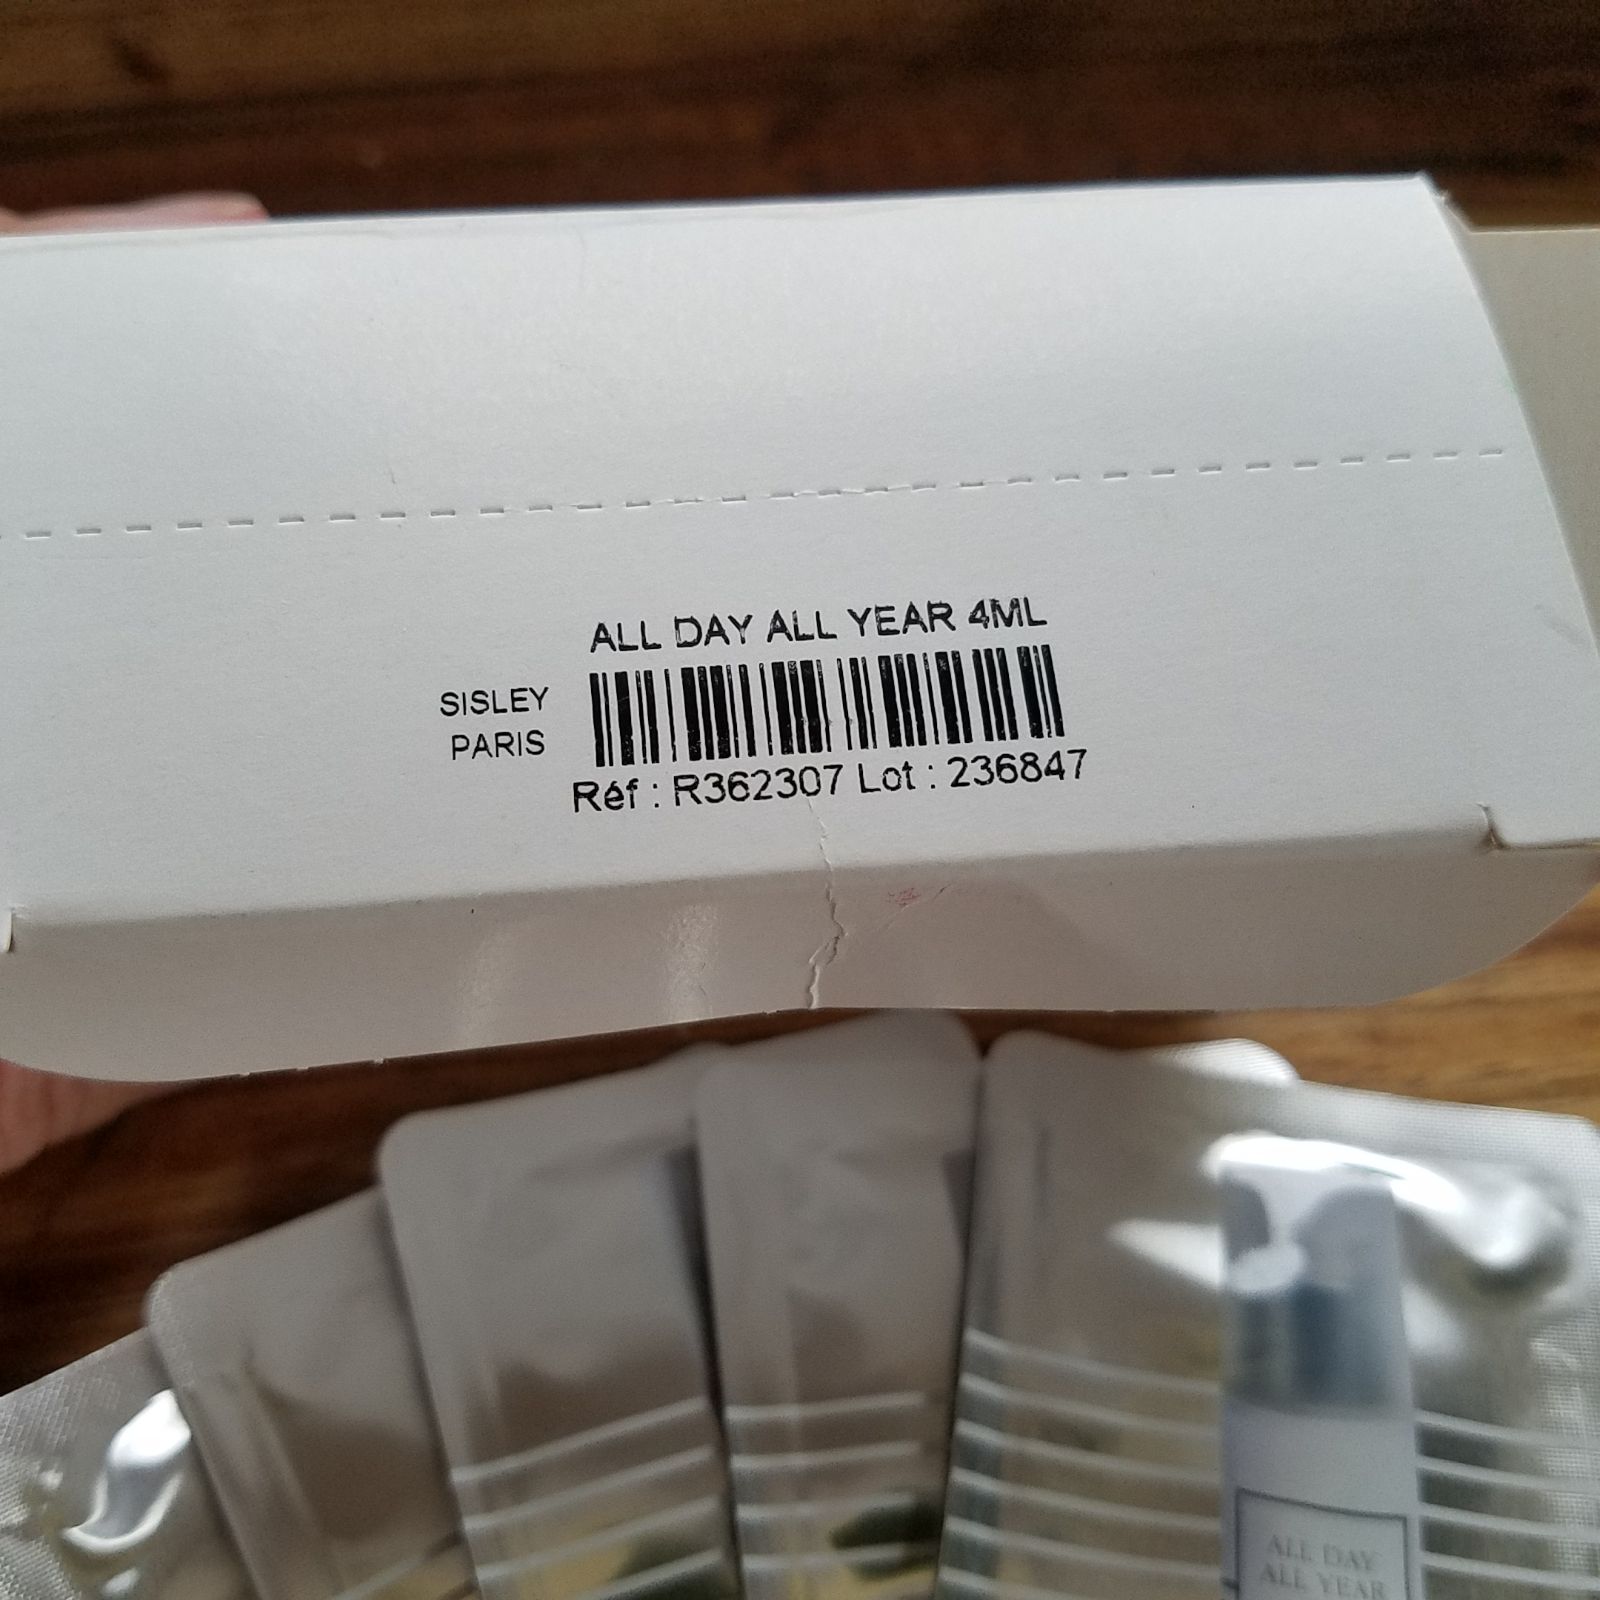 ALL DAY ALL YEAR 4ML
SISLEY
PARIS
Réf : R362307 Lot : 236847
ALL DAY
ALL YEAR